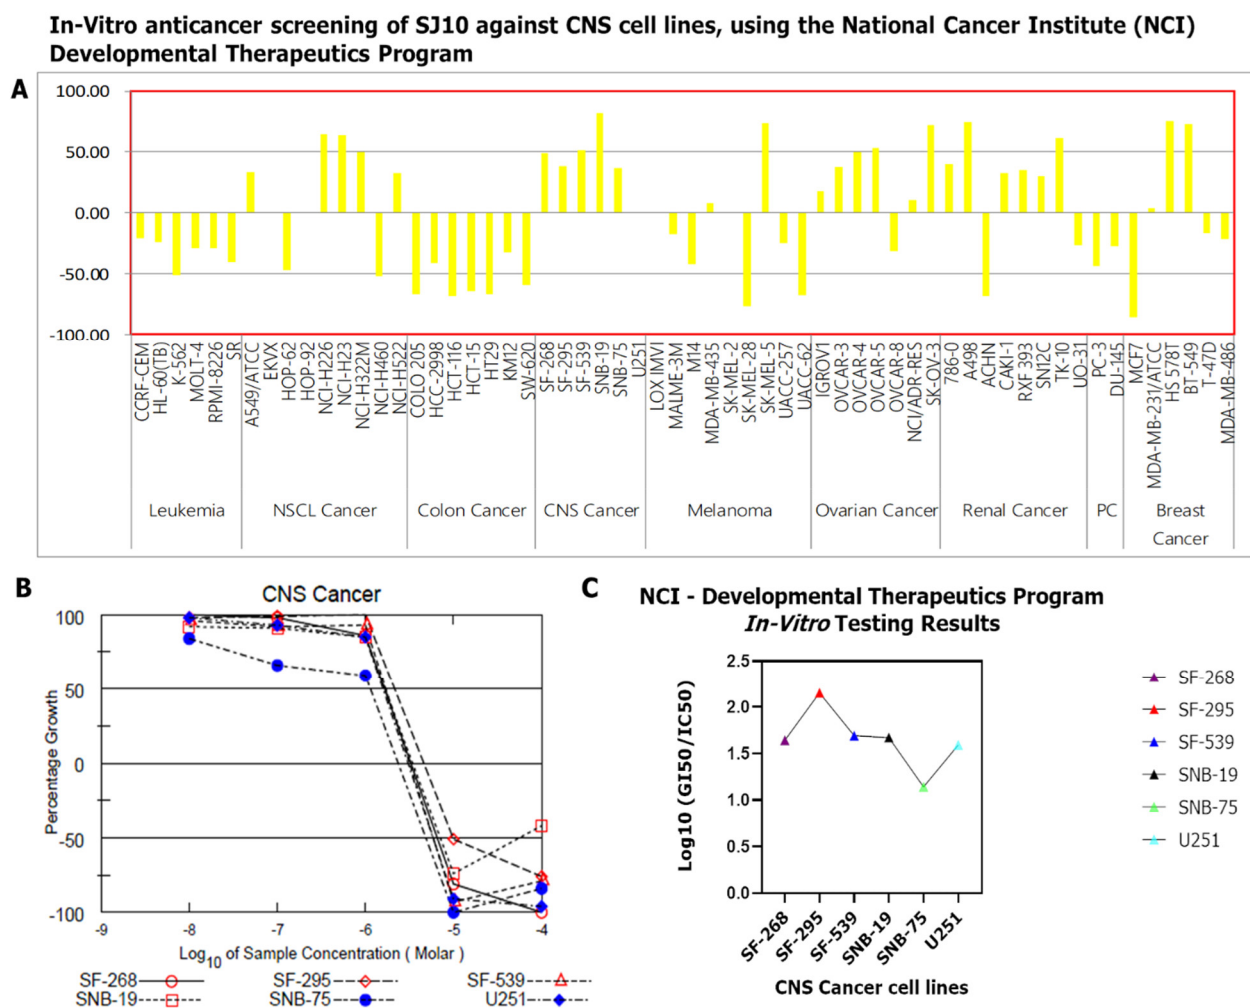 In-Vitro anticancer screening of SJ10 against CNS cell lines, using the National Cancer Institute (NCI)
Developmental Therapeutics Program
A
100.00
50.00
0.00
-50.00
-100.00
CCRF-CEM
HL-60(TB)
K-562
MOLT-4
RPMI-8226
SR
A549/ATCC
EKVX
HOP-62
HOP-92
NCI-H226
NCI-H23
NCI-H322M
NCI-H460
NCI-H522
COLO 205
HCC-2998
HCT-116
HCT-15
HT29
KM12
SW-620
SF-268
SF-295
SF-539
SNB-19
SNB-75
U251
LOX IMVI
MALME-3M
M14
MDA-MB-435
SK-MEL-2
SK-MEL-28
SK-MEL-5
UACC-257
UACC-62
IGROV1
OVCAR-3
OVCAR-4
OVCAR-5
OVCAR-8
NCI/ADR-RES
SK-OV-3
786-0
A498
ACHN
CAKI-1
RXF 393
SN12C
TK-10
UO-31
PC-3
DU-145
MCF7
MDA-MB-231/ATCC
HS 578T
BT-549
T-47D
MDA-MB-486
Leukemia
NSCL Cancer
Colon Cancer
CNS Cancer
Melanoma
Ovarian Cancer
Renal Cancer
PC
Breast
Cancer
B
CNS Cancer
100
50
0
-50
-100
Percentage Growth
-9
-8
-7
-6
-5
-4
Log10 of Sample Concentration ( Molar )
SF-268
SF-295
SF-539
SNB-19
SNB-75
U251
C
NCI - Developmental Therapeutics Program
In-Vitro Testing Results
2.5
2.0
1.5
1.0
0.5
0.0
Log10 (GI50/IC50)
SF-268
SF-295
SF-539
SNB-19
SNB-75
U251
CNS Cancer cell lines
SF-268
SF-295
SF-539
SNB-19
SNB-75
U251